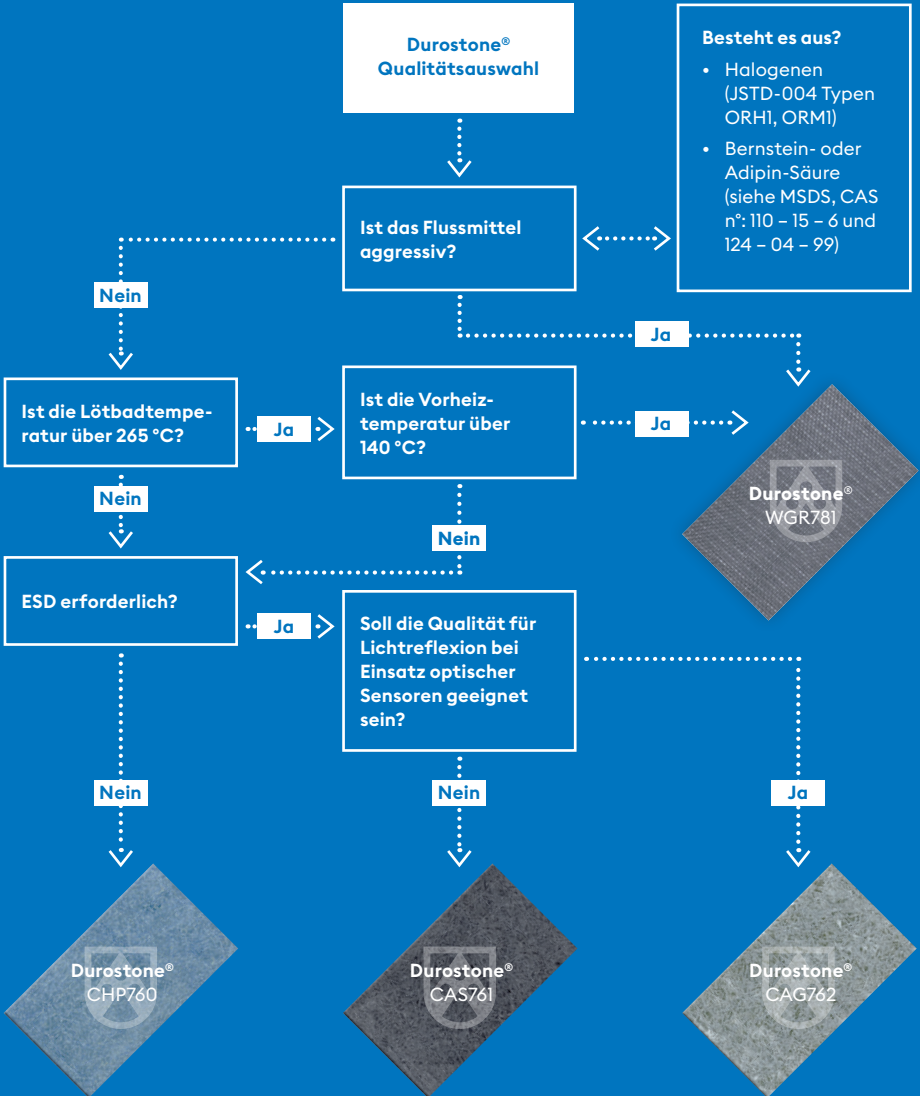 Durostone®
Qualitätsauswahl
Besteht es aus?
• Halogenen
(JSTD-004 Typen
ORH1, ORM1)
• Bernstein- oder
Adipin-Säure
(siehe MSDS, CAS
n°: 110 – 15 – 6 und
124 – 04 – 99)
Ist das Flussmittel
aggressiv?
Nein
Ja
Ist die Lötbadtempe-
ratur über 265 °C?
Ja
Ist die Vorheiz-
temperatur über
140 °C?
Ja
Durostone®
WGR781
Nein
Nein
ESD erforderlich?
Ja
Soll die Qualität für
Lichtreflexion bei
Einsatz optischer
Sensoren geeignet
sein?
Nein
Nein
Ja
Durostone®
CHP760
Durostone®
CAS761
Durostone®
CAG762